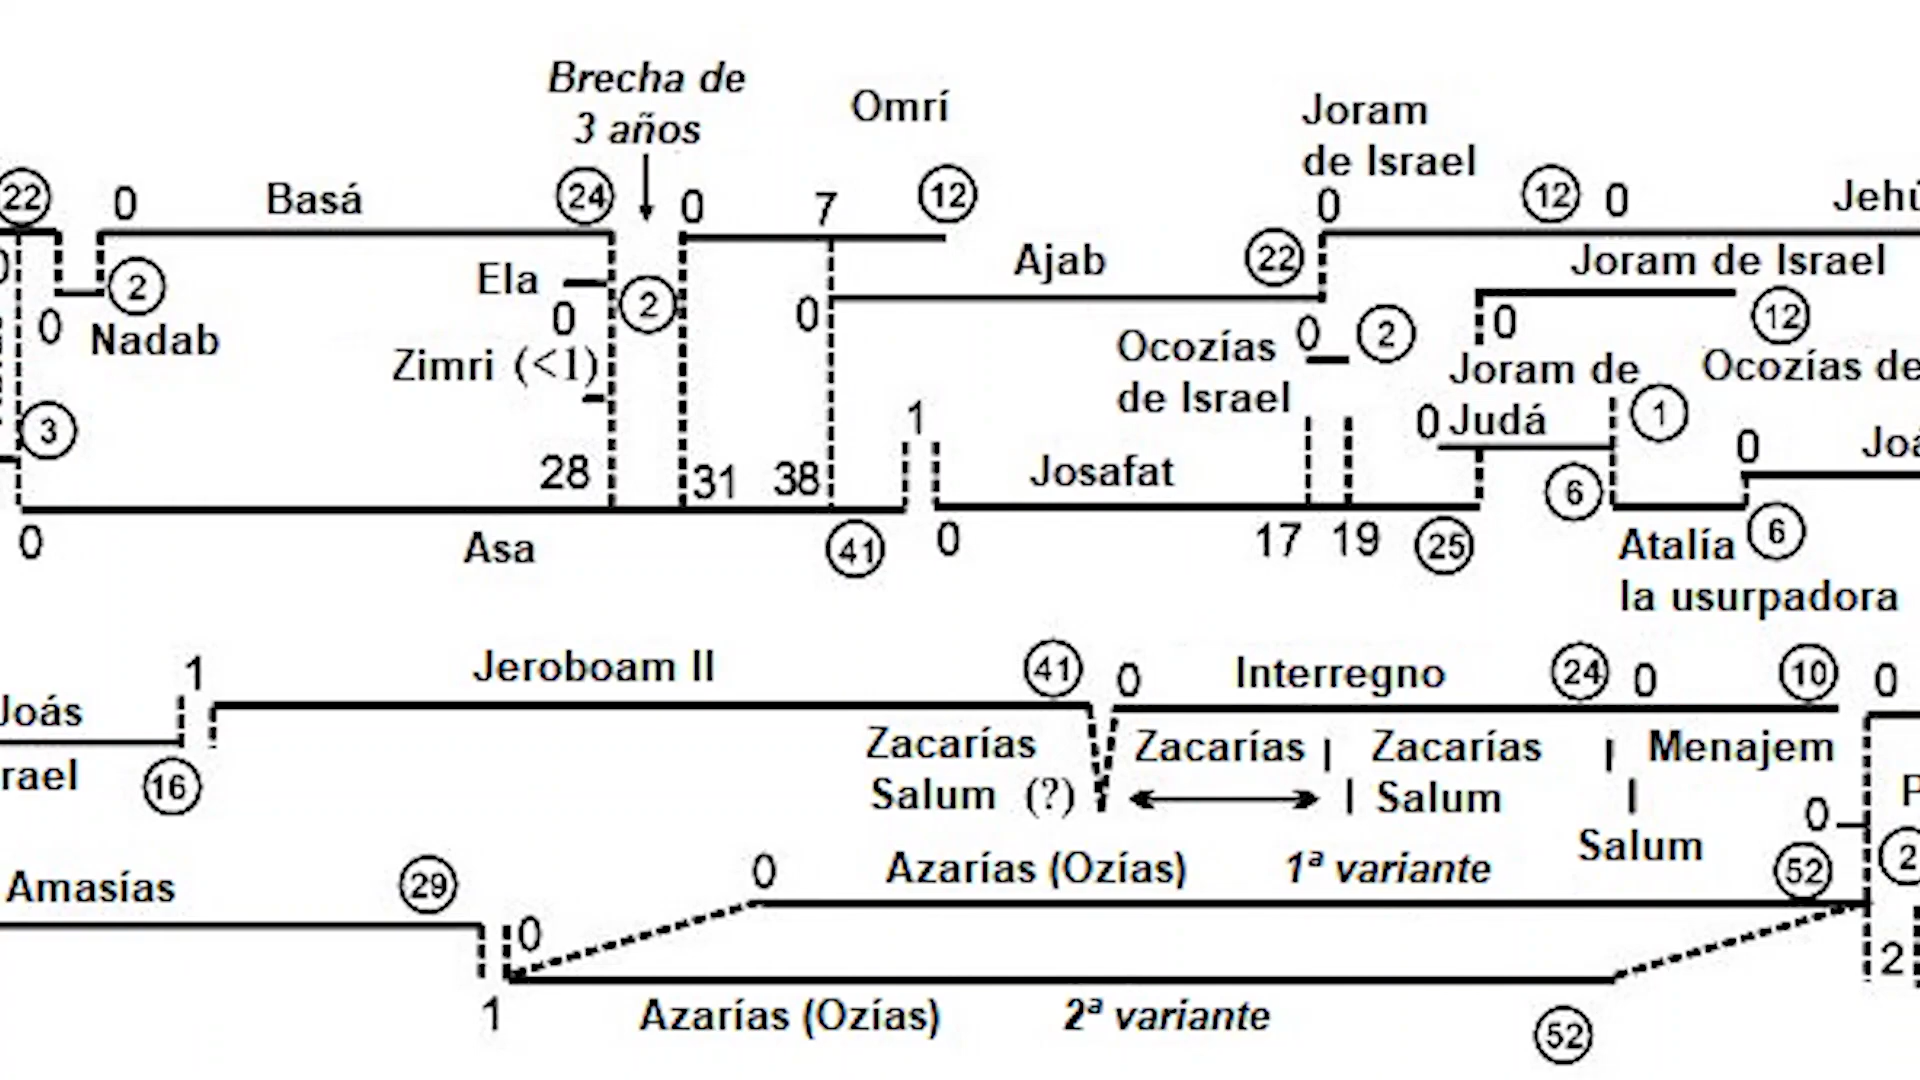 Brecha de
3 años
Omrí
Joram
de Israel
22
0
Basá
24
0
7
12
0
12
0
Ajab
22
Joram de Israel
Ela
2
2
0
0
0
Nadab
0
Ocozías
de Israel
0
2
0
12
Zimri (<1)
Joram de
Judá
Ocozías de
3
1
0
1
0
28
31
38
Josafat
6
0
Asa
41
0
17
19
25
Atalía
la usurpadora
6
1
Jeroboam II
41
0
Interregno
24
0
10
0
Joás
16
Zacarías
Salum (?)
Zacarías
Zacarías
Salum
Menajem
Salum
0
Amasías
29
0
Azarías (Ozías)
1ª variante
52
2
0
1
Azarías (Ozías)
2ª variante
52
2